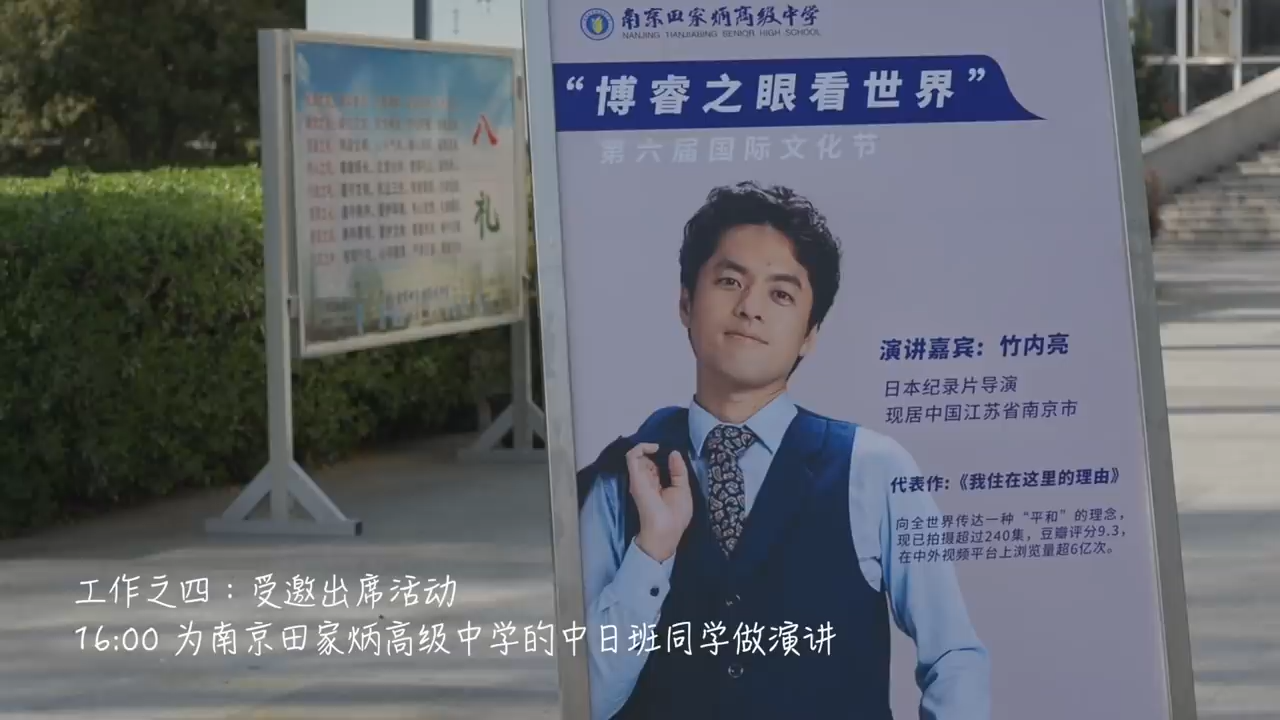 南京田家炳高级中学
NANJING TIANJIABING SENIOR HIGH SCHOOL
“博睿之眼看世界”
第六届国际文化节
八
礼
演讲嘉宾：竹内亮
日本纪录片导演
现居中国江苏省南京市
代表作:《我住在这里的理由》
向全世界传达一种“平和”的理念，
现已拍摄超过240集，豆瓣评分9.3，
在中外视频平台上浏览量超6亿次。
工作之四：受邀出席活动
16:00 为南京田家炳高级中学的中日班同学做演讲